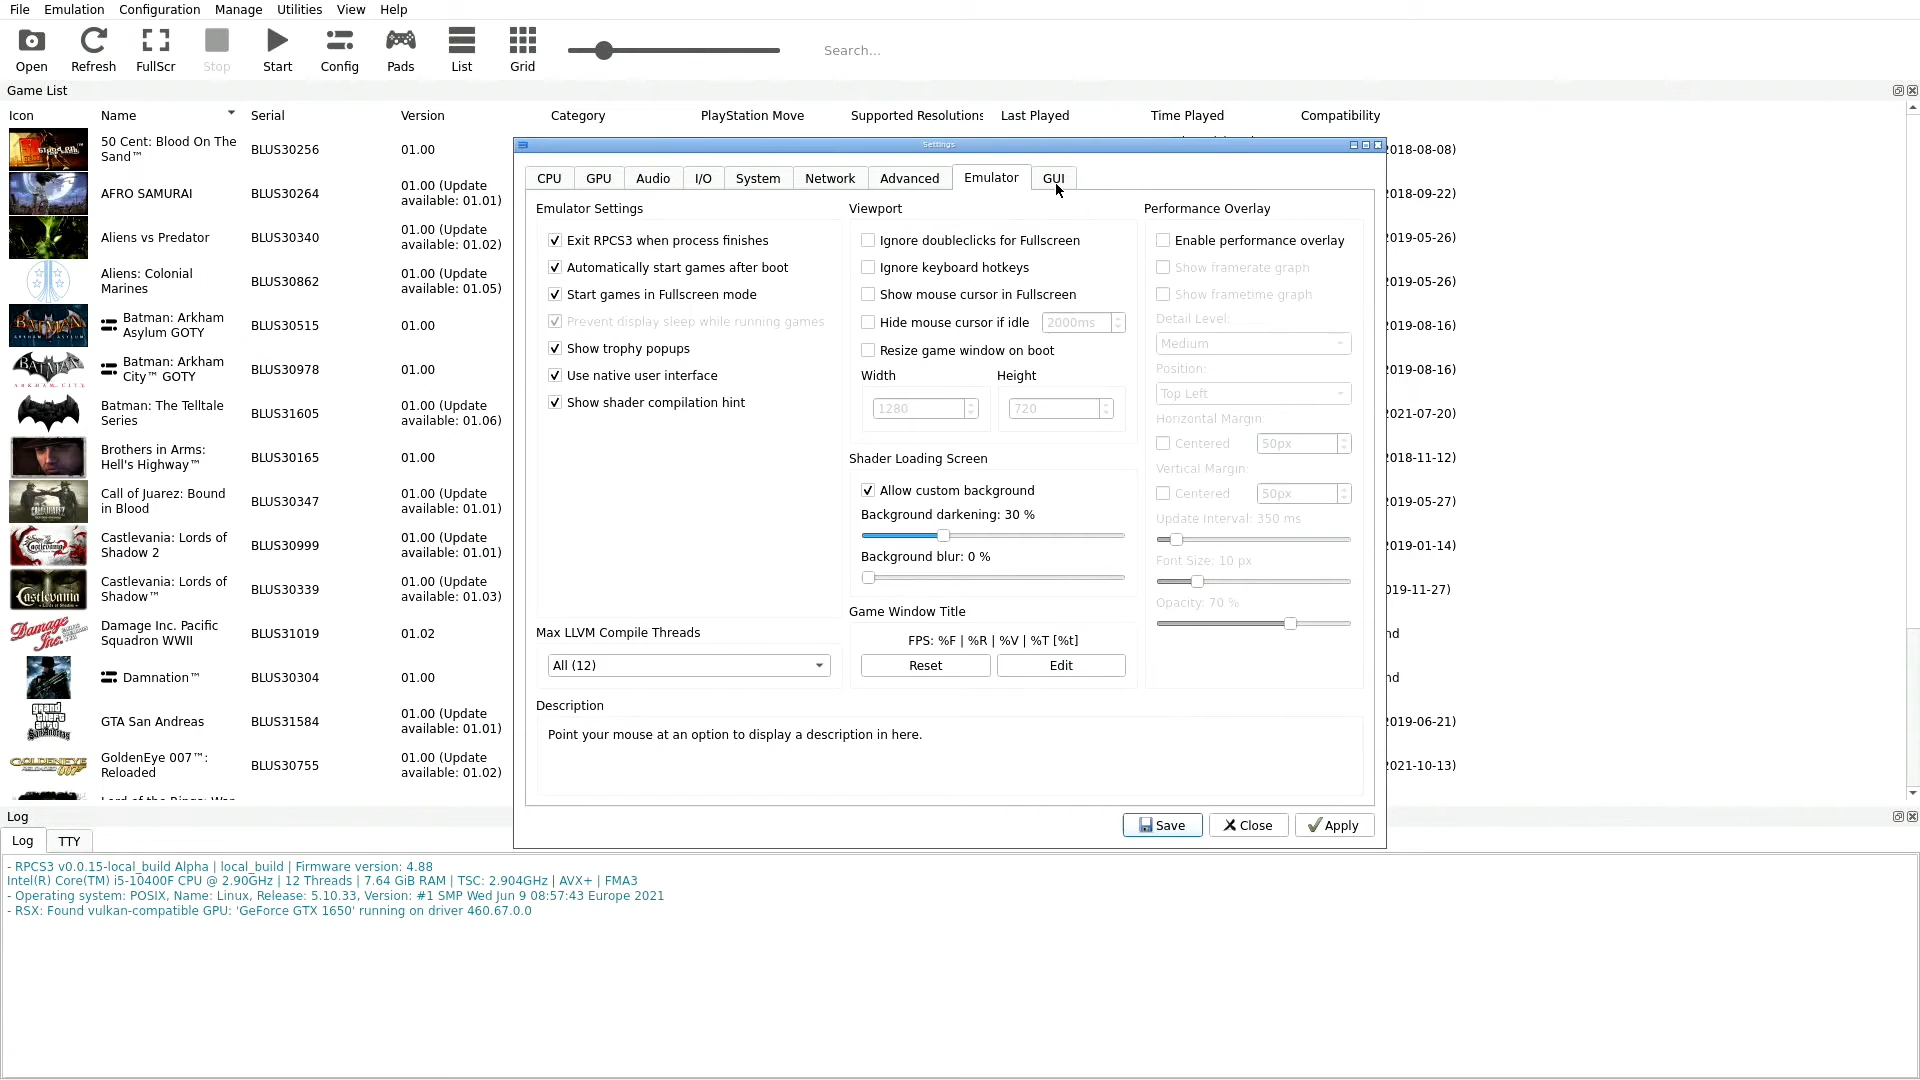 File Emulation Configuration Manage Utilities View Help
Open Refresh FullScr Stop Start Config Pads List Grid Search...
Game List
Icon Name Serial Version Category PlayStation Move Supported Resolutions Last Played Time Played Compatibility
50 Cent: Blood On The
Sand™ BLUS30256 01.00 2018-08-08)
AFRO SAMURAI BLUS30264 01.00 (Update
available: 01.01) 2018-09-22)
Aliens vs Predator BLUS30340 01.00 (Update
available: 01.02) 2019-05-26)
Aliens: Colonial
Marines BLUS30862 01.00 (Update
available: 01.05) 2019-05-26)
Batman: Arkham
Asylum GOTY BLUS30515 01.00 2019-08-16)
Batman: Arkham
City™ GOTY BLUS30978 01.00 2019-08-16)
Batman: The Telltale
Series BLUS31605 01.00 (Update
available: 01.06) 2021-07-20)
Brothers in Arms:
Hell's Highway™ BLUS30165 01.00 2018-11-12)
Call of Juarez: Bound
in Blood BLUS30347 01.00 (Update
available: 01.01) 2019-05-27)
Castlevania: Lords of
Shadow 2 BLUS30999 01.00 (Update
available: 01.01) 2019-01-14)
Castlevania: Lords of
Shadow™ BLUS30339 01.00 (Update
available: 01.03) 019-11-27)
Damage Inc. Pacific
Squadron WWII BLUS31019 01.02 nd
Damnation™ BLUS30304 01.00 nd
GTA San Andreas BLUS31584 01.00 (Update
available: 01.01) 2019-06-21)
GoldenEye 007™:
Reloaded BLUS30755 01.00 (Update
available: 01.02) 2021-10-13)
Settings
CPU GPU Audio I/O System Network Advanced Emulator GUI
Emulator Settings
Exit RPCS3 when process finishes
Automatically start games after boot
Start games in Fullscreen mode
Prevent display sleep while running games
Show trophy popups
Use native user interface
Show shader compilation hint
Max LLVM Compile Threads
All (12)
Viewport
Ignore doubleclicks for Fullscreen
Ignore keyboard hotkeys
Show mouse cursor in Fullscreen
Hide mouse cursor if idle 2000ms
Resize game window on boot
Width Height
1280 720
Shader Loading Screen
Allow custom background
Background darkening: 30 %
Background blur: 0 %
Game Window Title
FPS: %F | %R | %V | %T [%t]
Reset Edit
Performance Overlay
Enable performance overlay
Show framerate graph
Show frametime graph
Detail Level:
Medium
Position:
Top Left
Horizontal Margin:
Centered 50px
Vertical Margin:
Centered 50px
Update Interval: 350 ms
Font Size: 10 px
Opacity: 70 %
Description
Point your mouse at an option to display a description in here.
Save Close Apply
Log
Log TTY
- RPCS3 v0.0.15-local_build Alpha | local_build | Firmware version: 4.88
Intel(R) Core(TM) i5-10400F CPU @ 2.90GHz | 12 Threads | 7.64 GiB RAM | TSC: 2.904GHz | AVX+ | FMA3
- Operating system: POSIX, Name: Linux, Release: 5.10.33, Version: #1 SMP Wed Jun 9 08:57:43 Europe 2021
- RSX: Found vulkan-compatible GPU: 'GeForce GTX 1650' running on driver 460.67.0.0